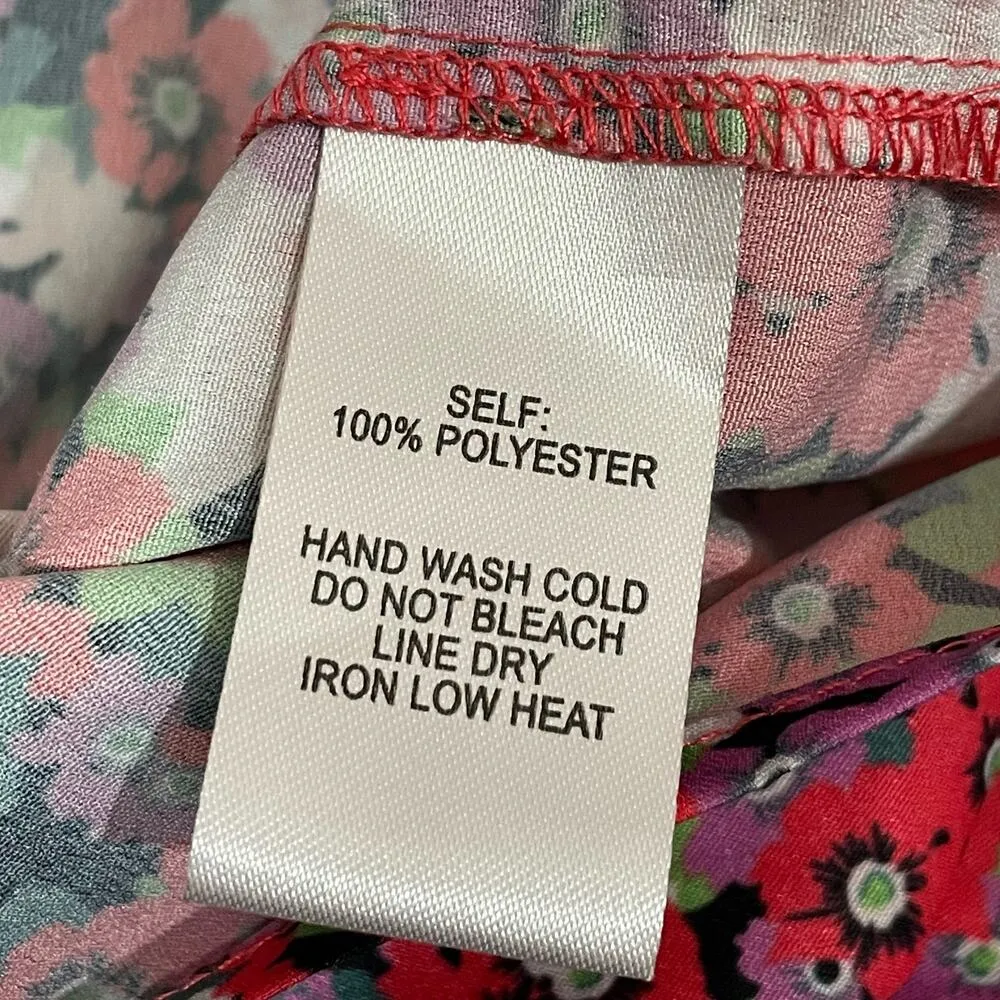 SELF:
100% POLYESTER
HAND WASH COLD
DO NOT BLEACH
LINE DRY
IRON LOW HEAT